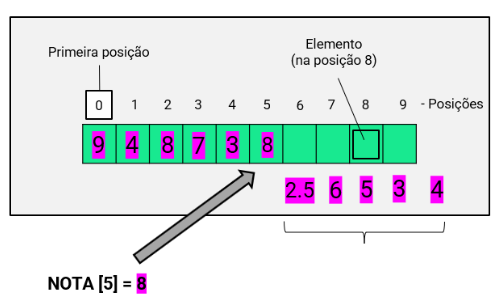 Primeira posição
Elemento
(na posição 8)
0 1 2 3 4 5 6 7 8 9 - Posições
9 4 8 7 3 8
2.5 6 5 3 4
NOTA [5] = 8